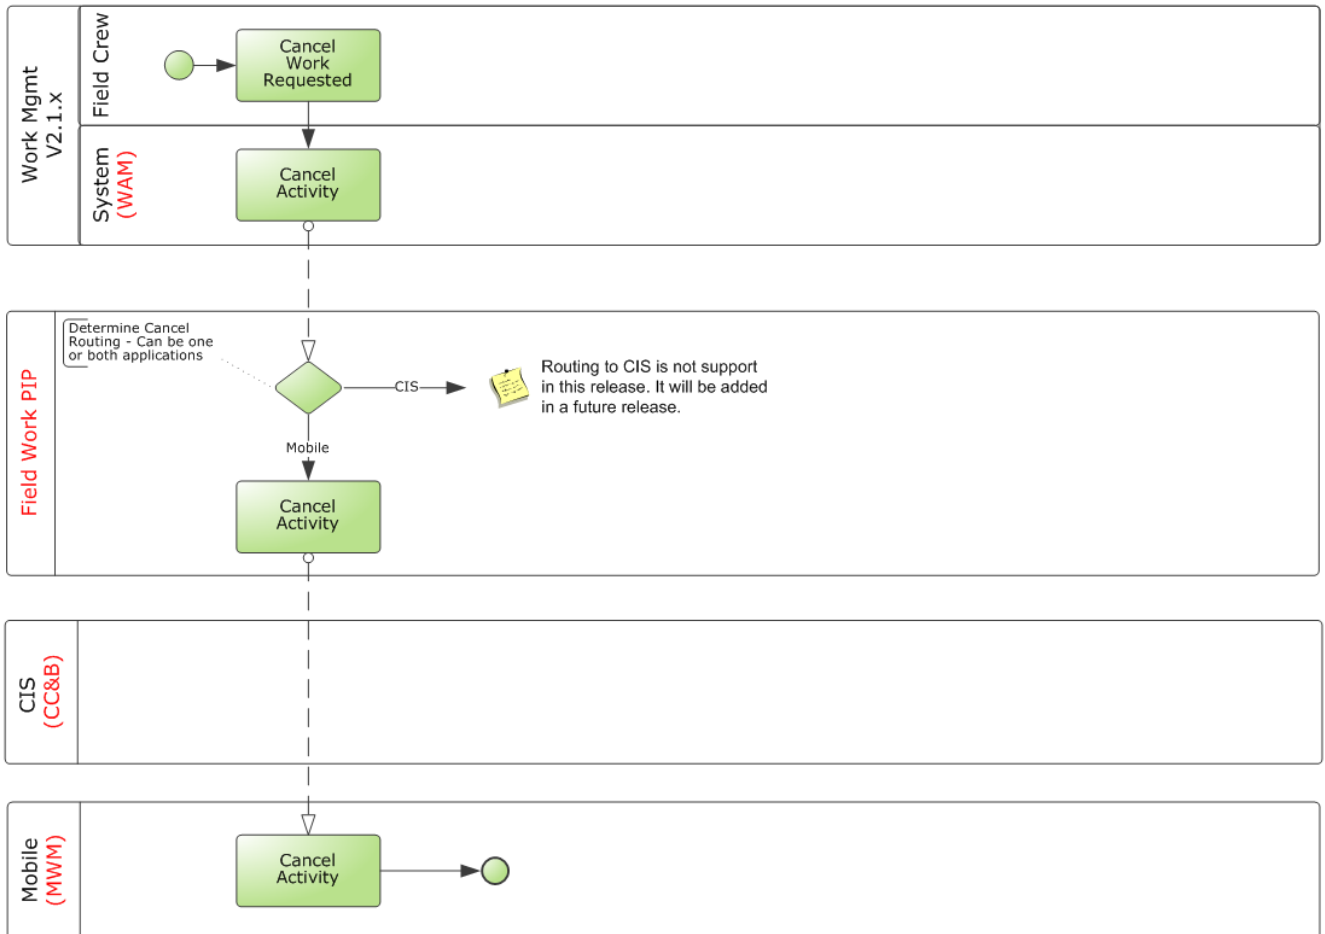 Work Mgmt
V2.1.x
Field Crew
Cancel
Work
Requested
System
(WAM)
Cancel
Activity
Field Work PIP
Determine Cancel
Routing - Can be one
or both applications
CIS
Routing to CIS is not support
in this release. It will be added
in a future release.
Mobile
Cancel
Activity
CIS
(CC&B)
Mobile
(MWM)
Cancel
Activity